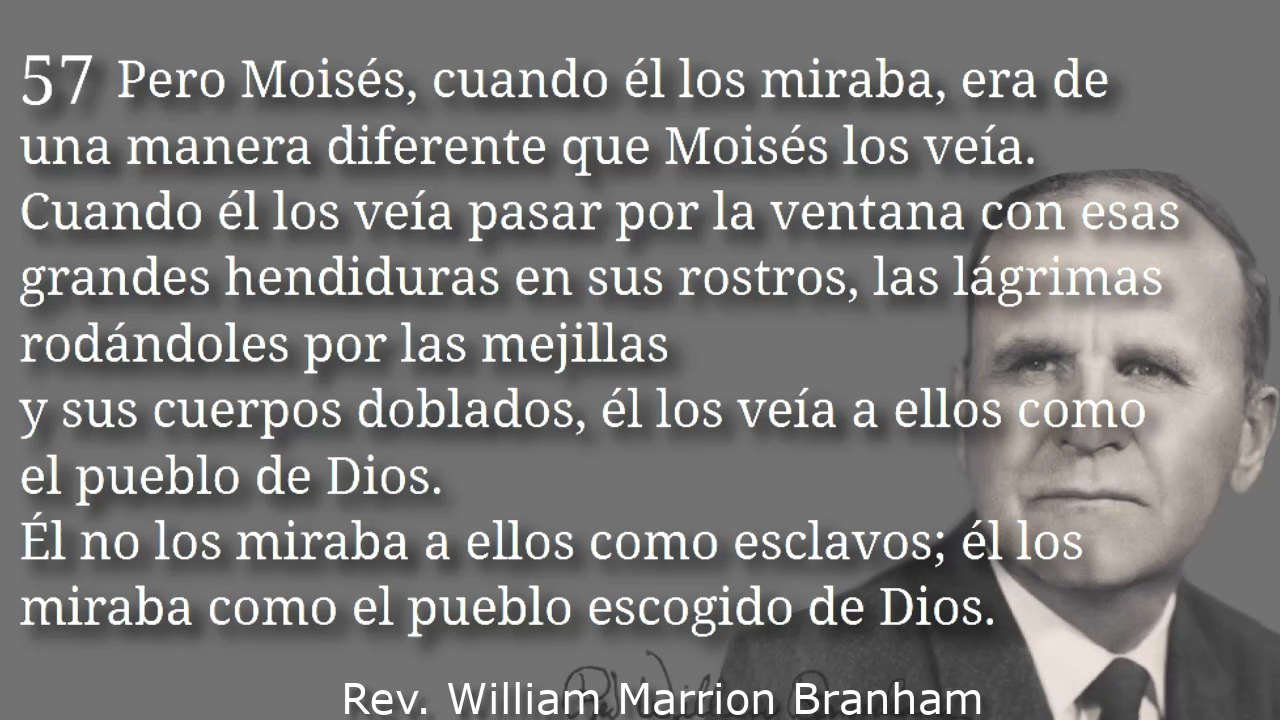 57 Pero Moisés, cuando él los miraba, era de
una manera diferente que Moisés los veía.
Cuando él los veía pasar por la ventana con esas
grandes hendiduras en sus rostros, las lágrimas
rodándoles por las mejillas
y sus cuerpos doblados, él los veía a ellos como
el pueblo de Dios.
Él no los miraba a ellos como esclavos; él los
miraba como el pueblo escogido de Dios.
Rev. William Marrion Branham